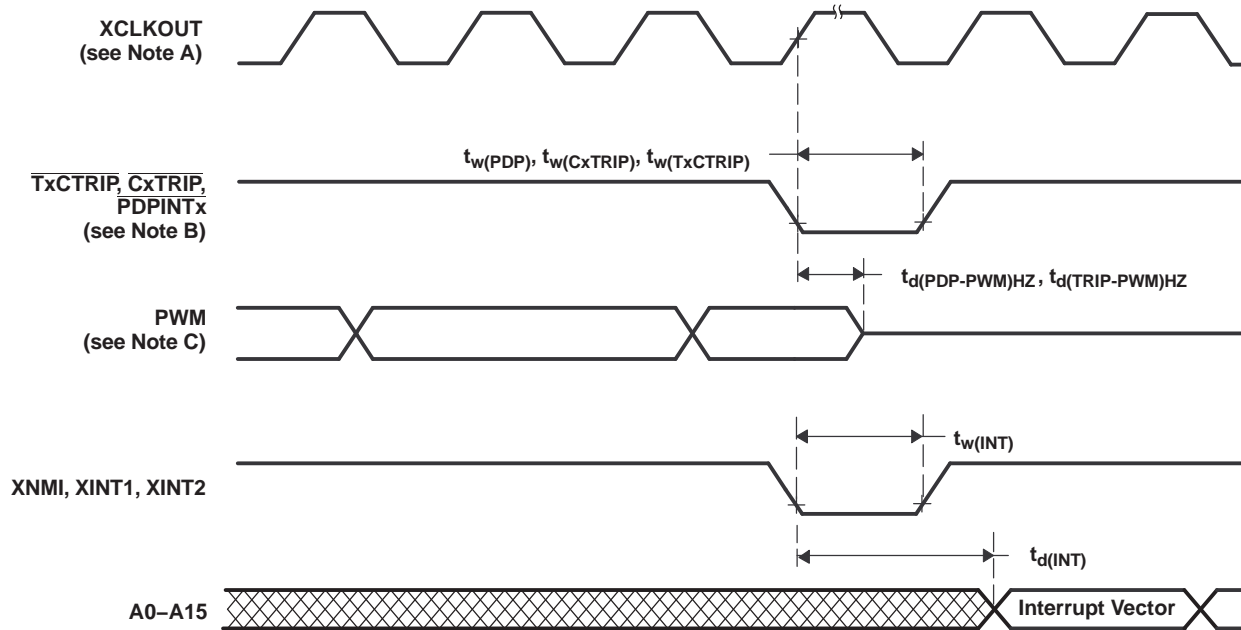 XCLKOUT
(see Note A)
tw(PDP), tw(CxTRIP), tw(TxCTRIP)
TxCTRIP, CxTRIP,
PDPINTx
(see Note B)
td(PDP-PWM)HZ, td(TRIP-PWM)HZ
PWM
(see Note C)
tw(INT)
XNMI, XINT1, XINT2
td(INT)
A0–A15
Interrupt Vector